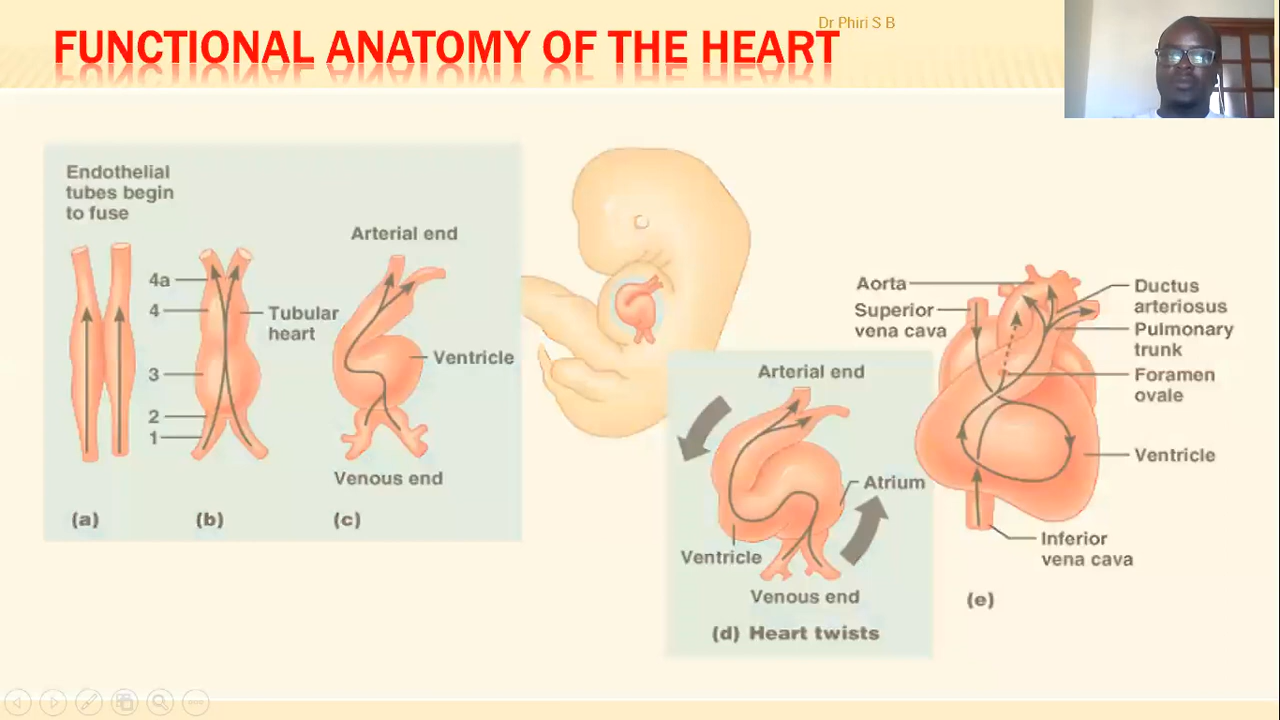 Dr Phiri S B
FUNCTIONAL ANATOMY OF THE HEART
Endothelial
tubes begin
to fuse
4a
4
3
2
1
Tubular
heart
Arterial end
Ventricle
Venous end
(a)
(b)
(c)
Arterial end
Atrium
Ventricle
Venous end
(d) Heart twists
Aorta
Superior
vena cava
Ductus
arteriosus
Pulmonary
trunk
Foramen
ovale
Ventricle
Inferior
vena cava
(e)